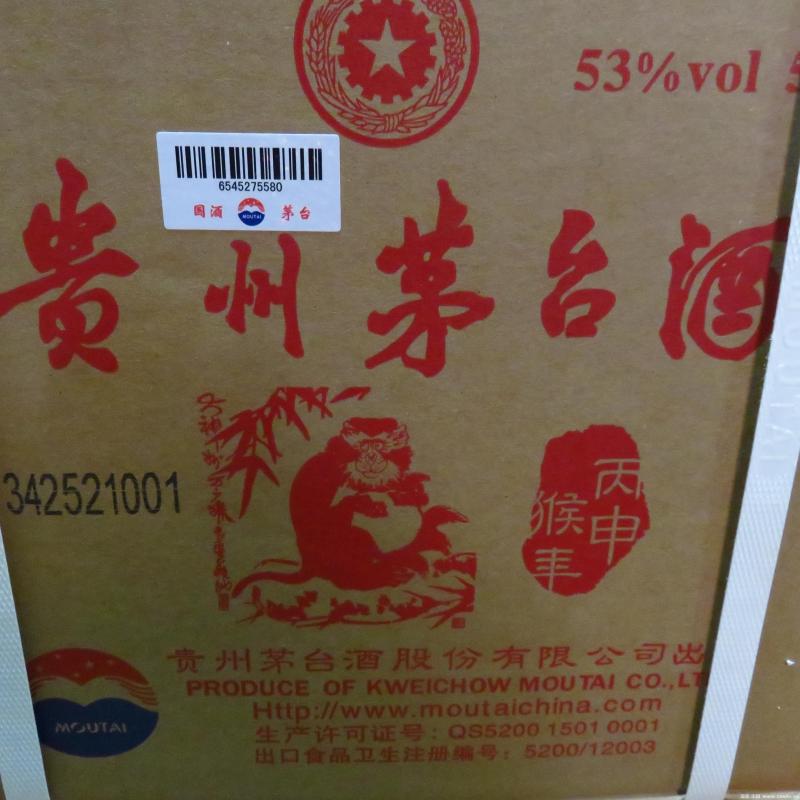 53%vol
6545275580
国酒 MOUTAI 茅台
贵州茅台酒
342521001
丙申
猴年
贵州茅台酒股份有限公司出
PRODUCE OF KWEICHOW MOUTAI CO.,LT
MOUTAI
Http://www.moutaichina.com
生产许可证号: QS5200 1501 0001
出口食品卫生注册编号: 5200/12003